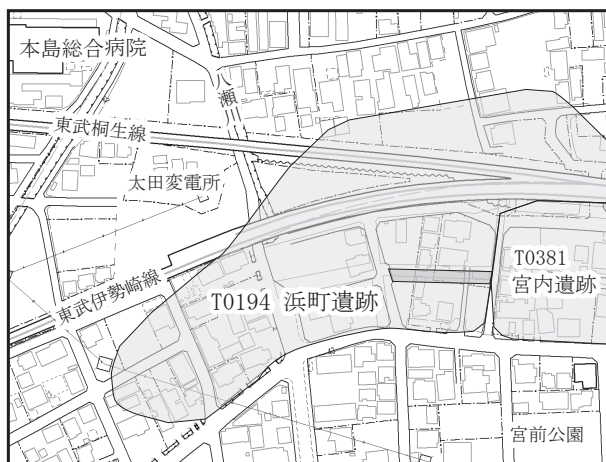 本島総合病院
八瀬川
東武桐生線
太田変電所
東武伊勢崎線
T0194 浜町遺跡
T0381
宮内遺跡
宮前公園